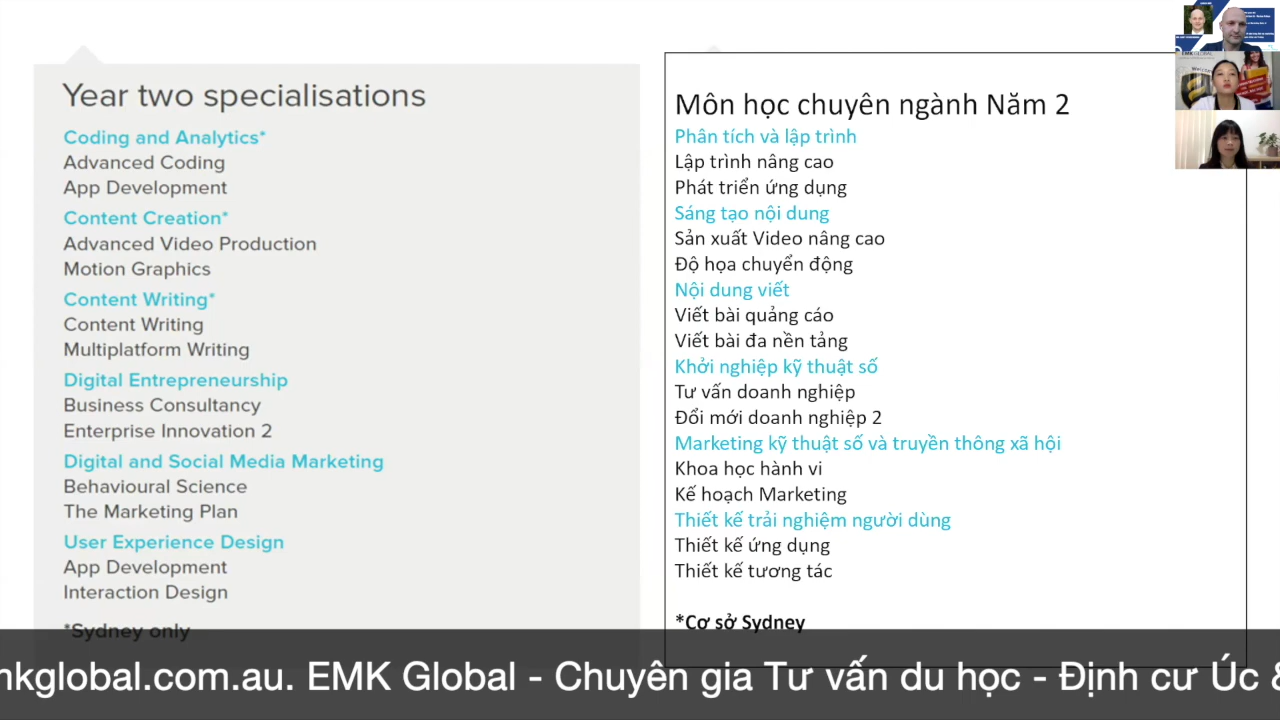 Year two specialisations
Coding and Analytics*
Advanced Coding
App Development
Content Creation*
Advanced Video Production
Motion Graphics
Content Writing*
Content Writing
Multiplatform Writing
Digital Entrepreneurship
Business Consultancy
Enterprise Innovation 2
Digital and Social Media Marketing
Behavioural Science
The Marketing Plan
User Experience Design
App Development
Interaction Design
*Sydney only
Môn học chuyên ngành Năm 2
Phân tích và lập trình
Lập trình nâng cao
Phát triển ứng dụng
Sáng tạo nội dung
Sản xuất Video nâng cao
Độ họa chuyển động
Nội dung viết
Viết bài quảng cáo
Viết bài đa nền tảng
Khởi nghiệp kỹ thuật số
Tư vấn doanh nghiệp
Đổi mới doanh nghiệp 2
Marketing kỹ thuật số và truyền thông xã hội
Khoa học hành vi
Kế hoạch Marketing
Thiết kế trải nghiệm người dùng
Thiết kế ứng dụng
Thiết kế tương tác
*Cơ sở Sydney
EMK GLOBAL
mkglobal.com.au. EMK Global - Chuyên gia Tư vấn du học - Định cư Úc &